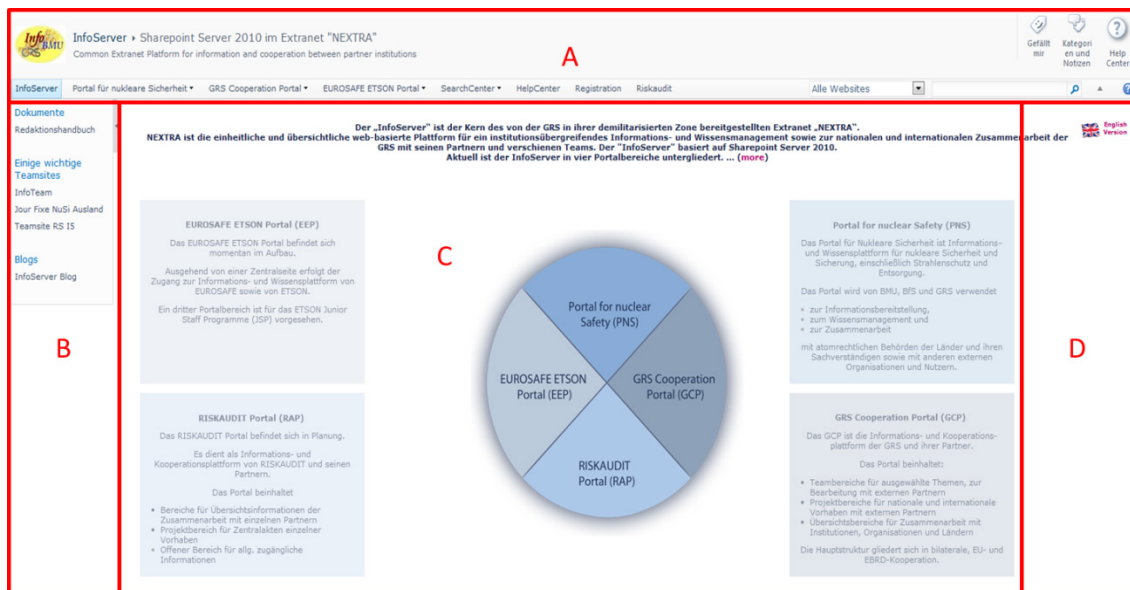 Info BMU
GRS
InfoServer ▸ Sharepoint Server 2010 im Extranet "NEXTRA"
Common Extranet Platform for information and cooperation between partner institutions
A
Gefällt
mir
Kategori
en und
Notizen
Help
Center
InfoServer Portal für nukleare Sicherheit GRS Cooperation Portal EUROSAFE ETSON Portal SearchCenter HelpCenter Registration Riskaudit Alle Websites
Dokumente
Redaktionshandbuch
Einige wichtige
Teamsites
InfoTeam
Jour Fixe NuSi Ausland
Teamsite RS I5
Blogs
InfoServer Blog
B
Der „InfoServer" ist der Kern des von der GRS in ihrer demilitarisierten Zone bereitgestellten Extranet „NEXTRA".
NEXTRA ist die einheitliche und übersichtliche web-basierte Plattform für ein institutionsübergreifendes Informations- und Wissensmanagement sowie zur nationalen und internationalen Zusammenarbeit der
GRS mit seinen Partnern und verschienen Teams. Der "InfoServer" basiert auf Sharepoint Server 2010.
Aktuell ist der InfoServer in vier Portalbereiche untergliedert. ... (more)
English
Version
EUROSAFE ETSON Portal (EEP)
Das EUROSAFE ETSON Portal befindet sich
momentan im Aufbau.
Ausgehend von einer Zentralseite erfolgt der
Zugang zur Informations- und Wissensplattform von
EUROSAFE sowie von ETSON.
Ein dritter Portalbereich ist für das ETSON Junior
Staff Programme (JSP) vorgesehen.
RISKAUDIT Portal (RAP)
Das RISKAUDIT Portal befindet sich in Planung.
Es dient als Informations- und
Kooperationsplattform von RISKAUDIT und seinen
Partnern.
Das Portal beinhaltet
• Bereiche für Übersichtsinformationen der
Zusammenarbeit mit einzelnen Partnern
• Projektbereich für Zentralakten einzelner
Vorhaben
• Offener Bereich für allg. zugängliche
Informationen
C
Portal for nuclear
Safety (PNS)
EUROSAFE ETSON
Portal (EEP)
GRS Cooperation
Portal (GCP)
RISKAUDIT
Portal (RAP)
Portal for nuclear Safety (PNS)
Das Portal für Nukleare Sicherheit ist Informations-
und Wissensplattform für nukleare Sicherheit und
Sicherung, einschließlich Strahlenschutz und
Entsorgung.
Das Portal wird von BMU, BfS und GRS verwendet
• zur Informationsbereitstellung,
• zum Wissensmanagement und
• zur Zusammenarbeit
mit atomrechtlichen Behörden der Länder und ihren
Sachverständigen sowie mit anderen externen
Organisationen und Nutzern.
GRS Cooperation Portal (GCP)
Das GCP ist die Informations- und Kooperations-
plattform der GRS und ihrer Partner.
Das Portal beinhaltet:
• Teambereiche für ausgewählte Themen, zur
Bearbeitung mit externen Partnern
• Projektbereiche für nationale und internationale
Vorhaben mit externen Partnern
• Übersichtsbereiche für Zusammenarbeit mit
Institutionen, Organisationen und Ländern
Die Hauptstruktur gliedert sich in bilaterale, EU- und
EBRD-Kooperation.
D